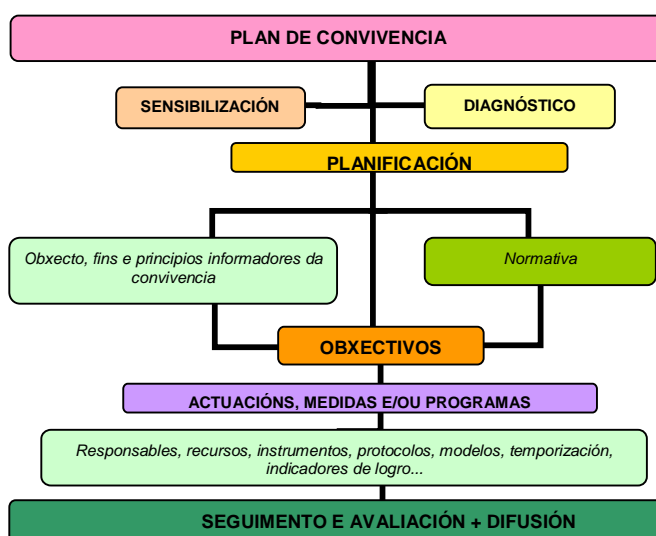 PLAN DE CONVIVENCIA
SENSIBILIZACIÓN
DIAGNÓSTICO
PLANIFICACIÓN
Obxecto, fins e principios informadores da
convivencia
Normativa
OBXECTIVOS
ACTUACIÓNS, MEDIDAS E/OU PROGRAMAS
Responsables, recursos, instrumentos, protocolos, modelos, temporización,
indicadores de logro...
SEGUIMENTO E AVALIACIÓN + DIFUSIÓN